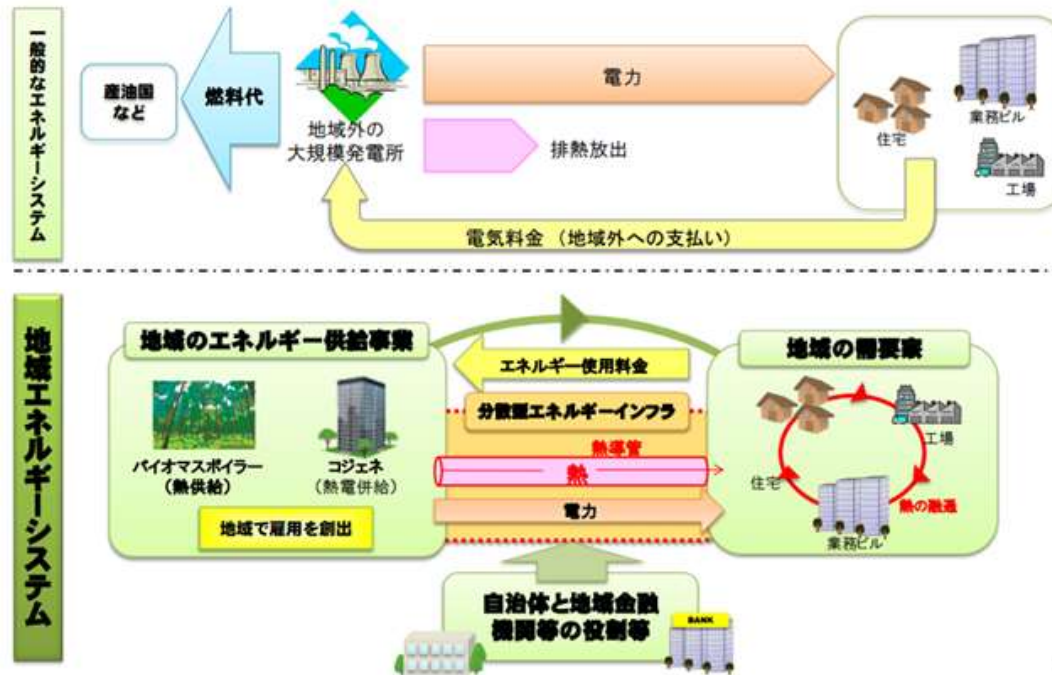 一般的なエネルギーシステム
産油国
など
燃料代
地域外の
大規模発電所
電力
排熱放出
住宅
業務ビル
工場
電気料金（地域外への支払い）
地域エネルギーシステム
地域のエネルギー供給事業
バイオマスボイラー
（熱供給）
コジェネ
（熱電併給）
地域で雇用を創出
エネルギー使用料金
分散型エネルギーインフラ
熱導管
熱
電力
地域の需要家
住宅
工場
業務ビル
熱の融通
自治体と地域金融
機関等の役割等
BANK